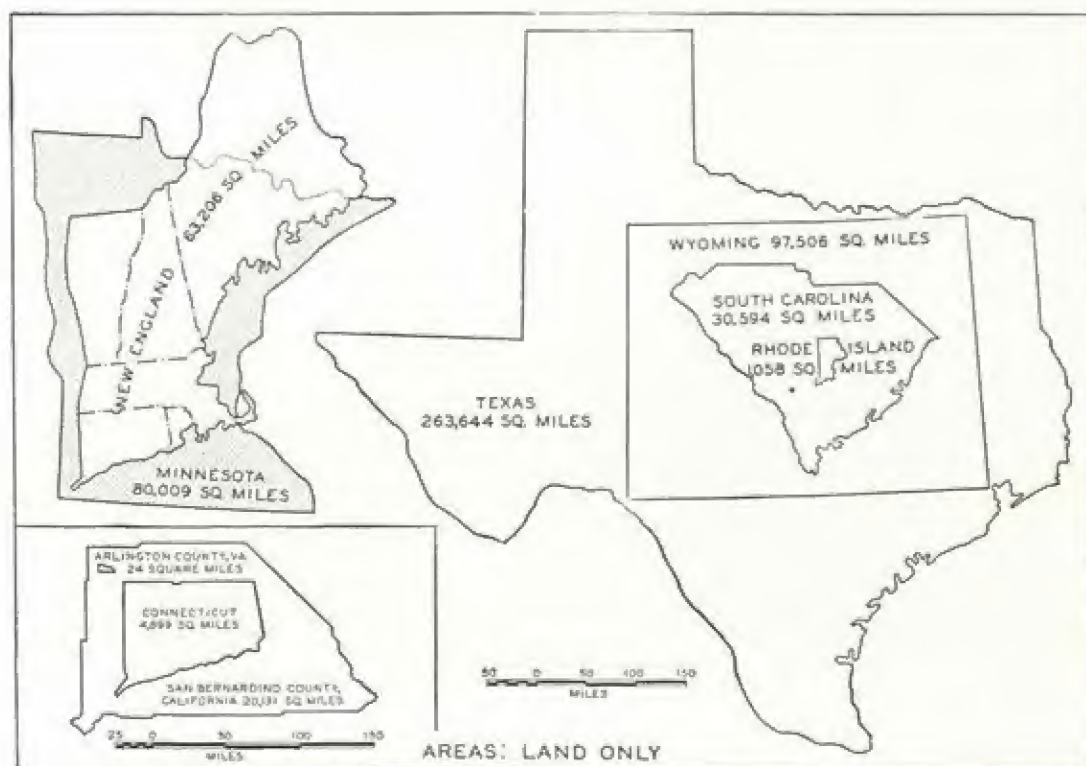 NEW ENGLAND 63,206 SQ MILES
MINNESOTA
80,009 SQ. MILES
TEXAS
263,644 SQ. MILES
WYOMING 97,506 SQ. MILES
SOUTH CAROLINA
30,594 SQ MILES
RHODE ISLAND
1058 SQ MILES
ARLINGTON COUNTY, VA.
24 SQUARE MILES
CONNECTICUT
4,899 SQ. MILES
SAN BERNARDINO COUNTY,
CALIFORNIA 20,131 SQ. MILES
25 0 50 100 150
MILES
50 0 50 100 150
MILES
AREAS: LAND ONLY